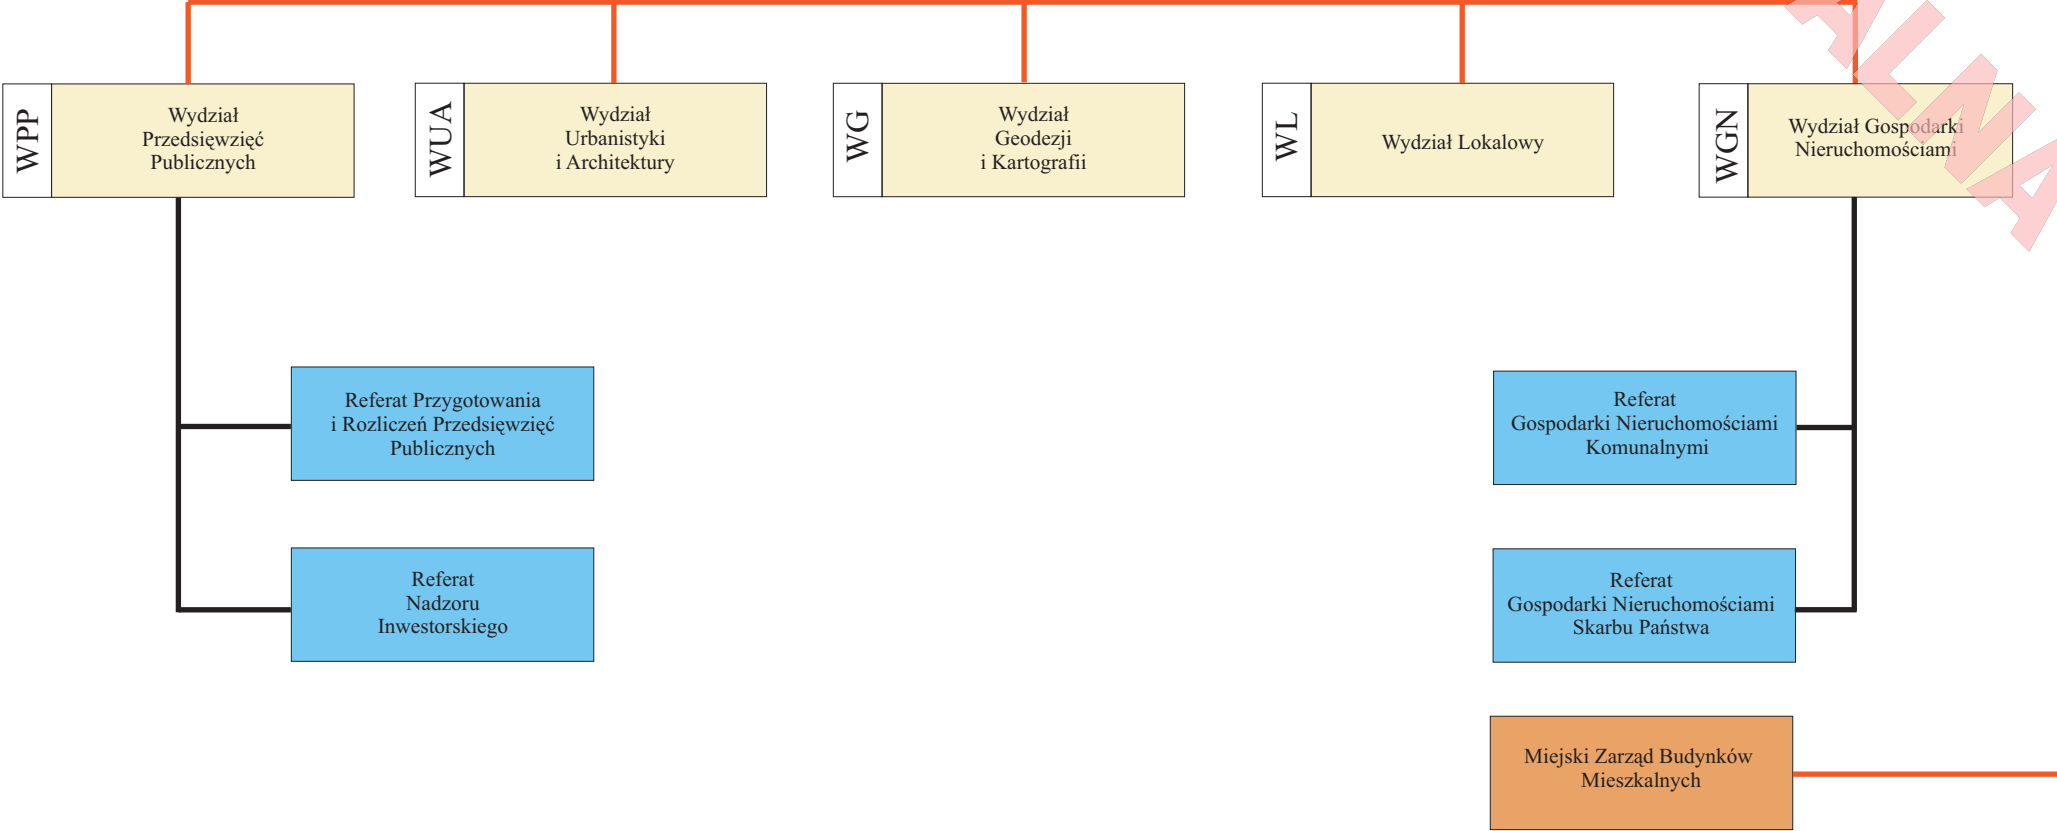 WPP
Wydział
Przedsięwzięć
Publicznych
WUA
Wydział
Urbanistyki
i Architektury
WG
Wydział
Geodezji
i Kartografii
WL
Wydział Lokalowy
WGN
Wydział Gospodarki
Nieruchomościami
ALNA
Referat Przygotowania
i Rozliczeń Przedsięwzięć
Publicznych
Referat
Gospodarki Nieruchomościami
Komunalnymi
Referat
Nadzoru
Inwestorskiego
Referat
Gospodarki Nieruchomościami
Skarbu Państwa
Miejski Zarząd Budynków
Mieszkalnych